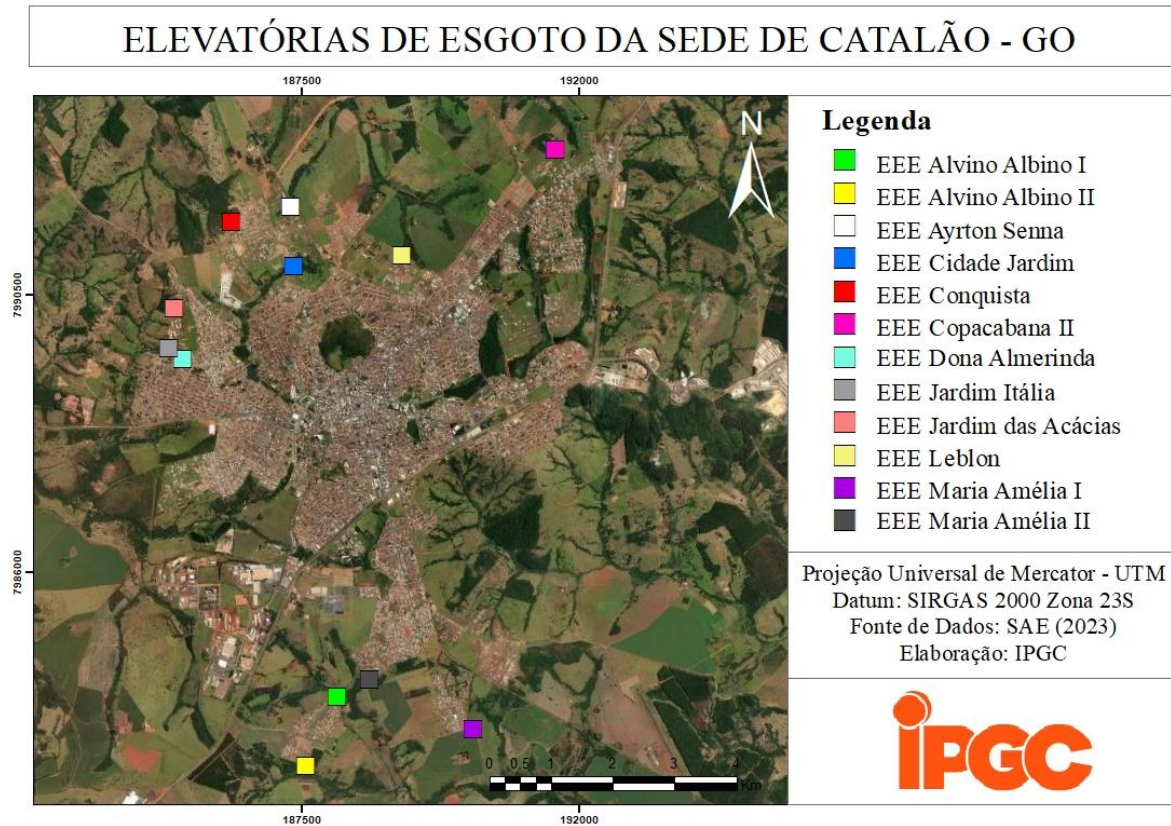 ELEVATÓRIAS DE ESGOTO DA SEDE DE CATALÃO - GO
187500
192000
N
7990500
7986000
0 0,5 1 2 3 4
Km
187500
192000
Legenda
EEE Alvino Albino I
EEE Alvino Albino II
EEE Ayrton Senna
EEE Cidade Jardim
EEE Conquista
EEE Copacabana II
EEE Dona Almerinda
EEE Jardim Itália
EEE Jardim das Acácias
EEE Leblon
EEE Maria Amélia I
EEE Maria Amélia II
Projeção Universal de Mercator - UTM
Datum: SIRGAS 2000 Zona 23S
Fonte de Dados: SAE (2023)
Elaboração: IPGC
iPGC